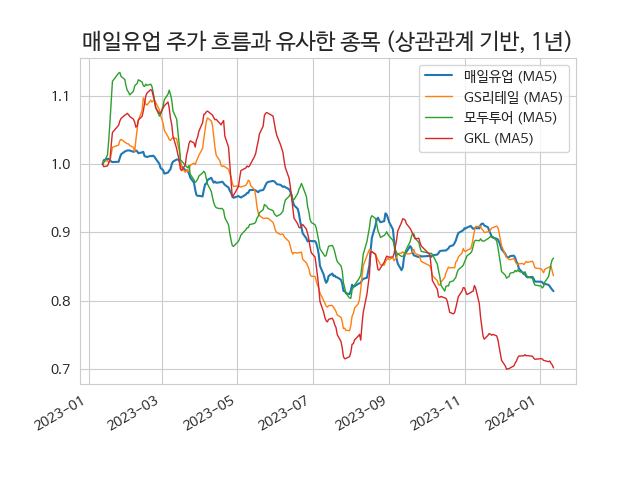 매일유업 주가 흐름과 유사한 종목 (상관관계 기반, 1년)
매일유업 (MA5)
GS리테일 (MA5)
모두투어 (MA5)
GKL (MA5)
1.1
1.0
0.9
0.8
0.7
2023-01
2023-03
2023-05
2023-07
2023-09
2023-11
2024-01